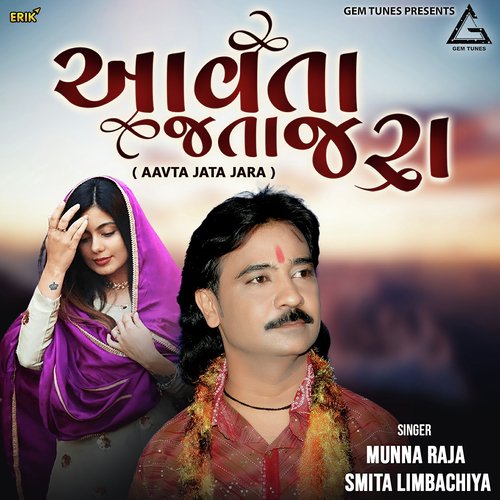 ERIK
GEM TUNES PRESENTS
GEM TUNES
આવતા
જતા જરા
( AAVTA JATA JARA )
SINGER
MUNNA RAJA
SMITA LIMBACHIYA